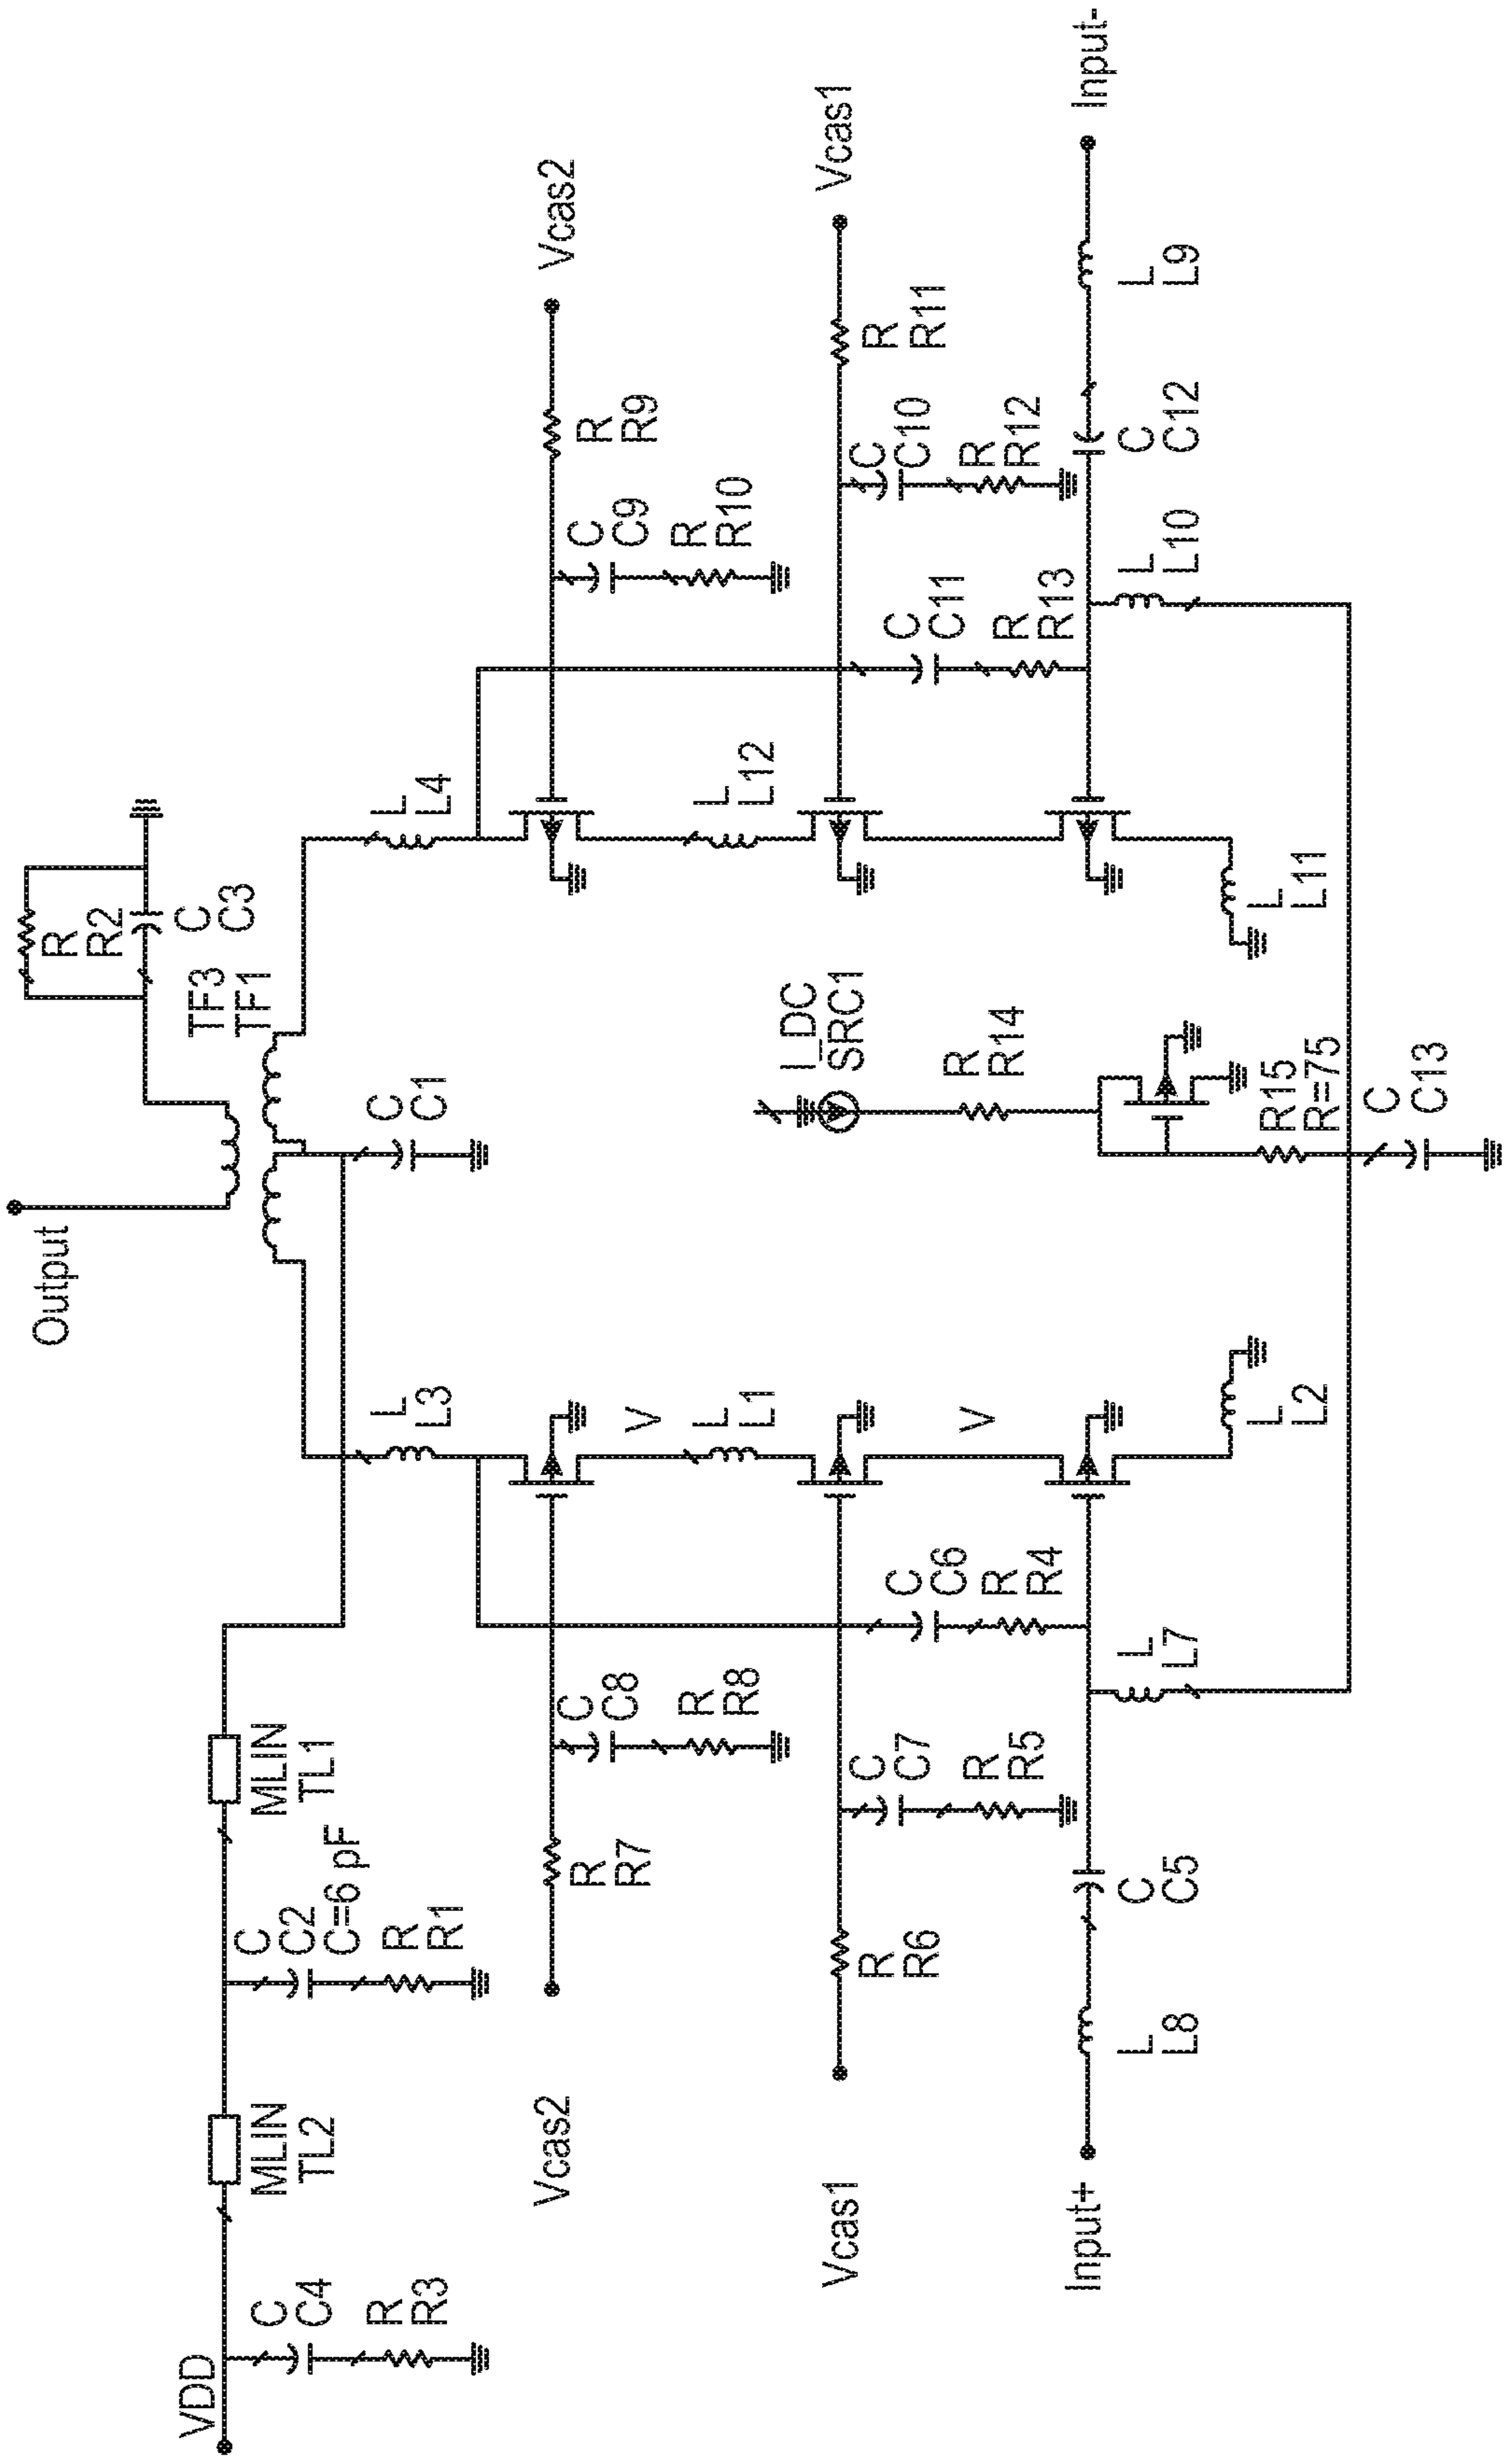 Output
R
R2
C
C3
TF3
TF1
VDD
C
C4
R
R3
MLIN
TL2
C
C2
C=6 pF
R
R1
MLIN
TL1
C
C1
L
L3
L
L4
Vcas2
R
R7
C
C8
R
R8
V
L
L1
L
L12
C
C9
R
R10
R
R9
Vcas2
Vcas1
R
R6
C
C7
R
R5
C
C6
R
R4
V
I_DC
SRC1
R
R14
C
C11
R
R13
C
C10
R
R12
R
R11
Vcas1
Input+
L
L8
C
C5
L
L7
L
L2
R15
R=75
C
C13
L
L11
L
L10
C
C12
L
L9
Input-